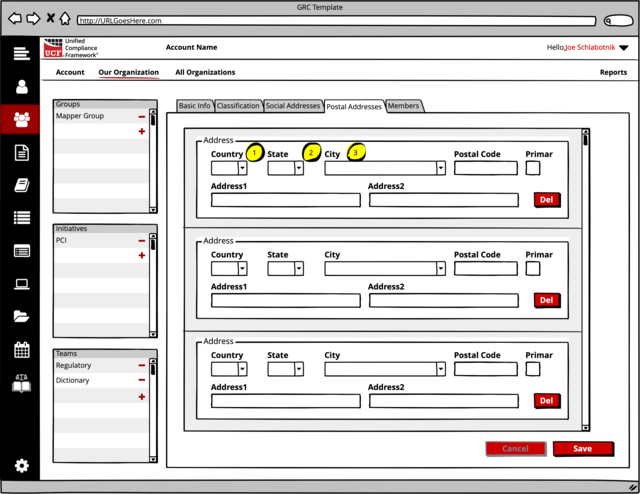 GRC Template
http://URLGoesHere.com
UCF
Unified
Compliance
Framework®
Account Name
Hello, Joe Schlabotnik
Account
Our Organization
All Organizations
Reports
Groups
Mapper Group
Initiatives
PCI
Teams
Regulatory
Dictionary
Basic Info
Classification
Social Addresses
Postal Addresses
Members
Address
Country 1 State 2 City 3 Postal Code Primar
Address1 Address2
Del
Address
Country State City Postal Code Primar
Address1 Address2
Del
Address
Country State City Postal Code Primar
Address1 Address2
Del
Cancel
Save